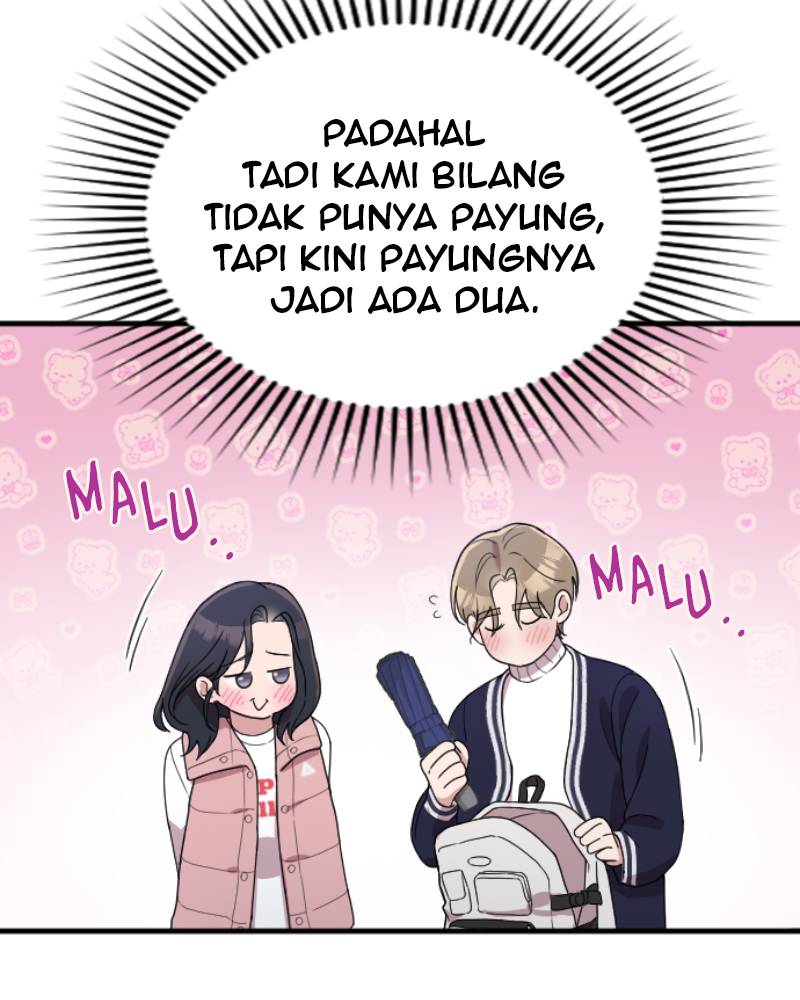 PADAHAL
TADI KAMI BILANG
TIDAK PUNYA PAYUNG,
TAPI KINI PAYUNGNYA
JADI ADA DUA.
MALU..
MALU..